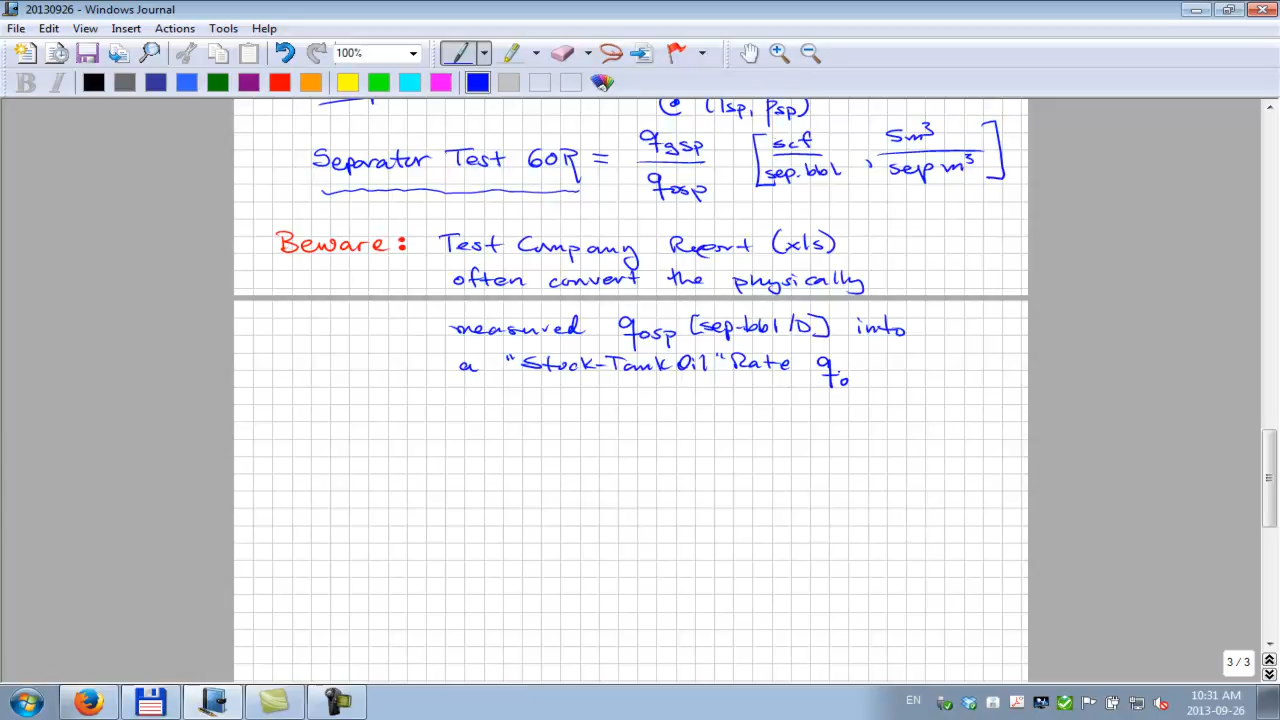 20130926 - Windows Journal
File Edit View Insert Actions Tools Help
100%
B I
@ (Tsp, psp)
Separator Test GOR = qgsp / qosp [scf / sep.bbl , Sm³ / sep m³]
Beware: Test Company Report (xls)
often convert the physically
measured qosp [sep.bbl/D] into
a "Stock-Tank Oil" Rate qo
3 / 3
EN
10:31 AM
2013-09-26